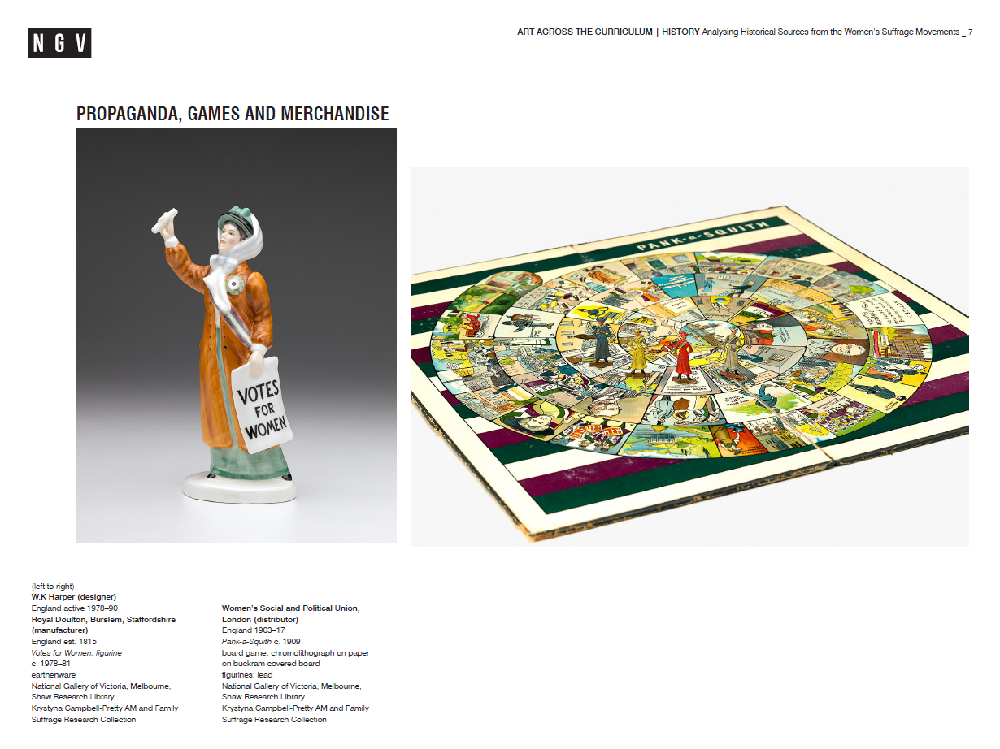 NGV
ART ACROSS THE CURRICULUM | HISTORY Analysing Historical Sources from the Women's Suffrage Movements _ 7
PROPAGANDA, GAMES AND MERCHANDISE
VOTES
FOR
WOMEN
PANK-a-SQUITH
(left to right)
W.K Harper (designer)
England active 1978–90
Royal Doulton, Burslem, Staffordshire
(manufacturer)
England est. 1815
Votes for Women, figurine
c. 1978–81
earthenware
National Gallery of Victoria, Melbourne,
Shaw Research Library
Krystyna Campbell-Pretty AM and Family
Suffrage Research Collection
Women's Social and Political Union,
London (distributor)
England 1903–17
Pank-a-Squith c. 1909
board game: chromolithograph on paper
on buckram covered board
figurines: lead
National Gallery of Victoria, Melbourne,
Shaw Research Library
Krystyna Campbell-Pretty AM and Family
Suffrage Research Collection